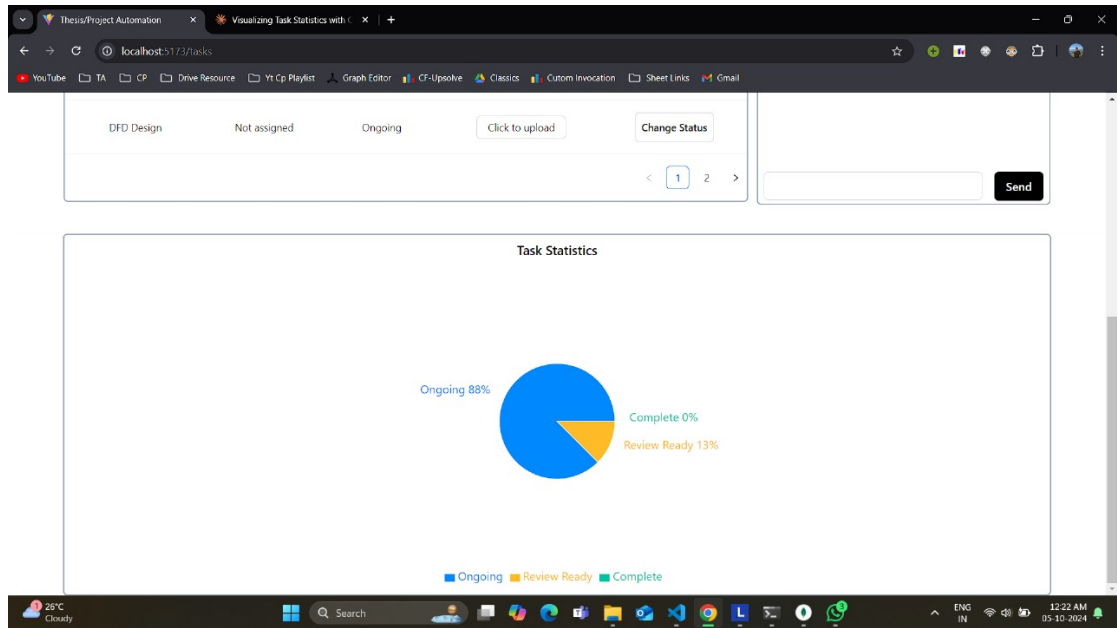 Thesis/Project Automation
Visualizing Task Statistics with
localhost:5173/tasks
YouTube TA CP Drive Resource Yt Cp Playlist Graph Editor CF-Upsolve Classics Cutom Invocation Sheet Links Gmail
DFD Design Not assigned Ongoing Click to upload Change Status
< 1 2 >
Send
Task Statistics
Ongoing 88%
Complete 0%
Review Ready 13%
Ongoing Review Ready Complete
26°C
Cloudy
Search
ENG
IN
12:22 AM
05-10-2024